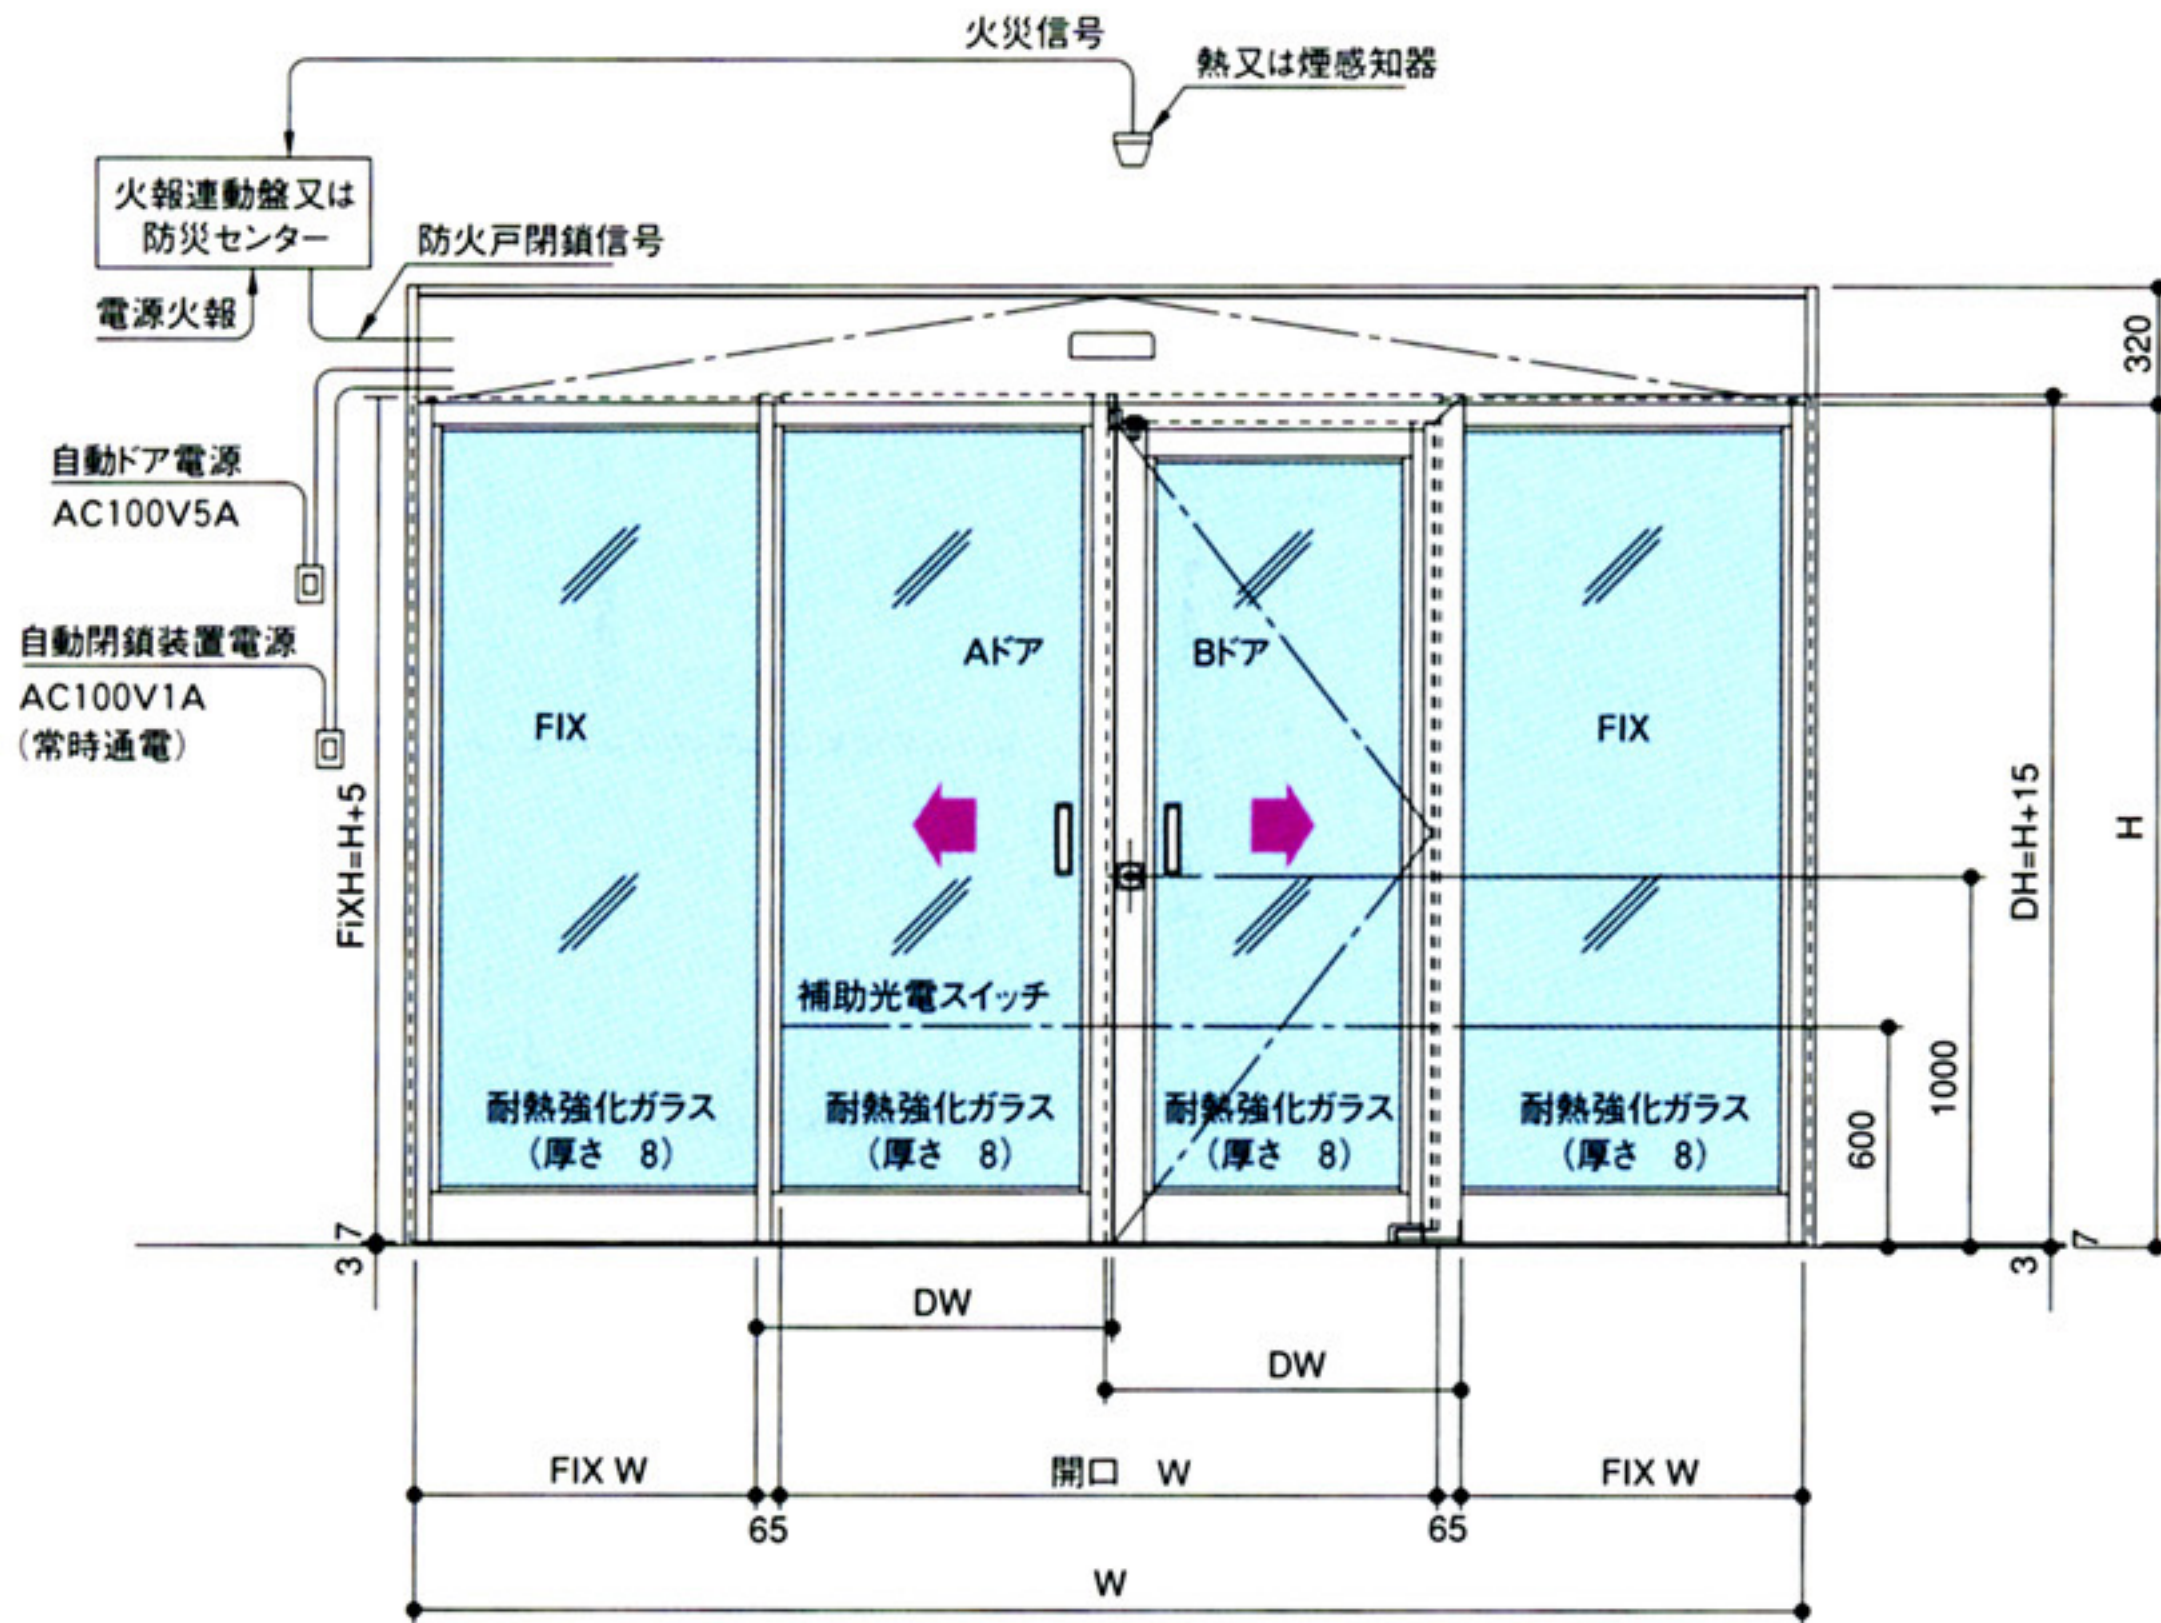 火災信号
熱又は煙感知器
火報連動盤又は
防災センター
防火戸閉鎖信号
電源火報
320
自動ドア電源
AC100V5A
自動閉鎖装置電源
AC100V1A
(常時通電)
Aドア
Bドア
FIX
FIX
FiXH=H+5
DH=H+15
H
補助光電スイッチ
1000
600
耐熱強化ガラス
(厚さ 8)
耐熱強化ガラス
(厚さ 8)
耐熱強化ガラス
(厚さ 8)
耐熱強化ガラス
(厚さ 8)
7
3
7
3
DW
DW
FIX W
開口 W
FIX W
65
65
W